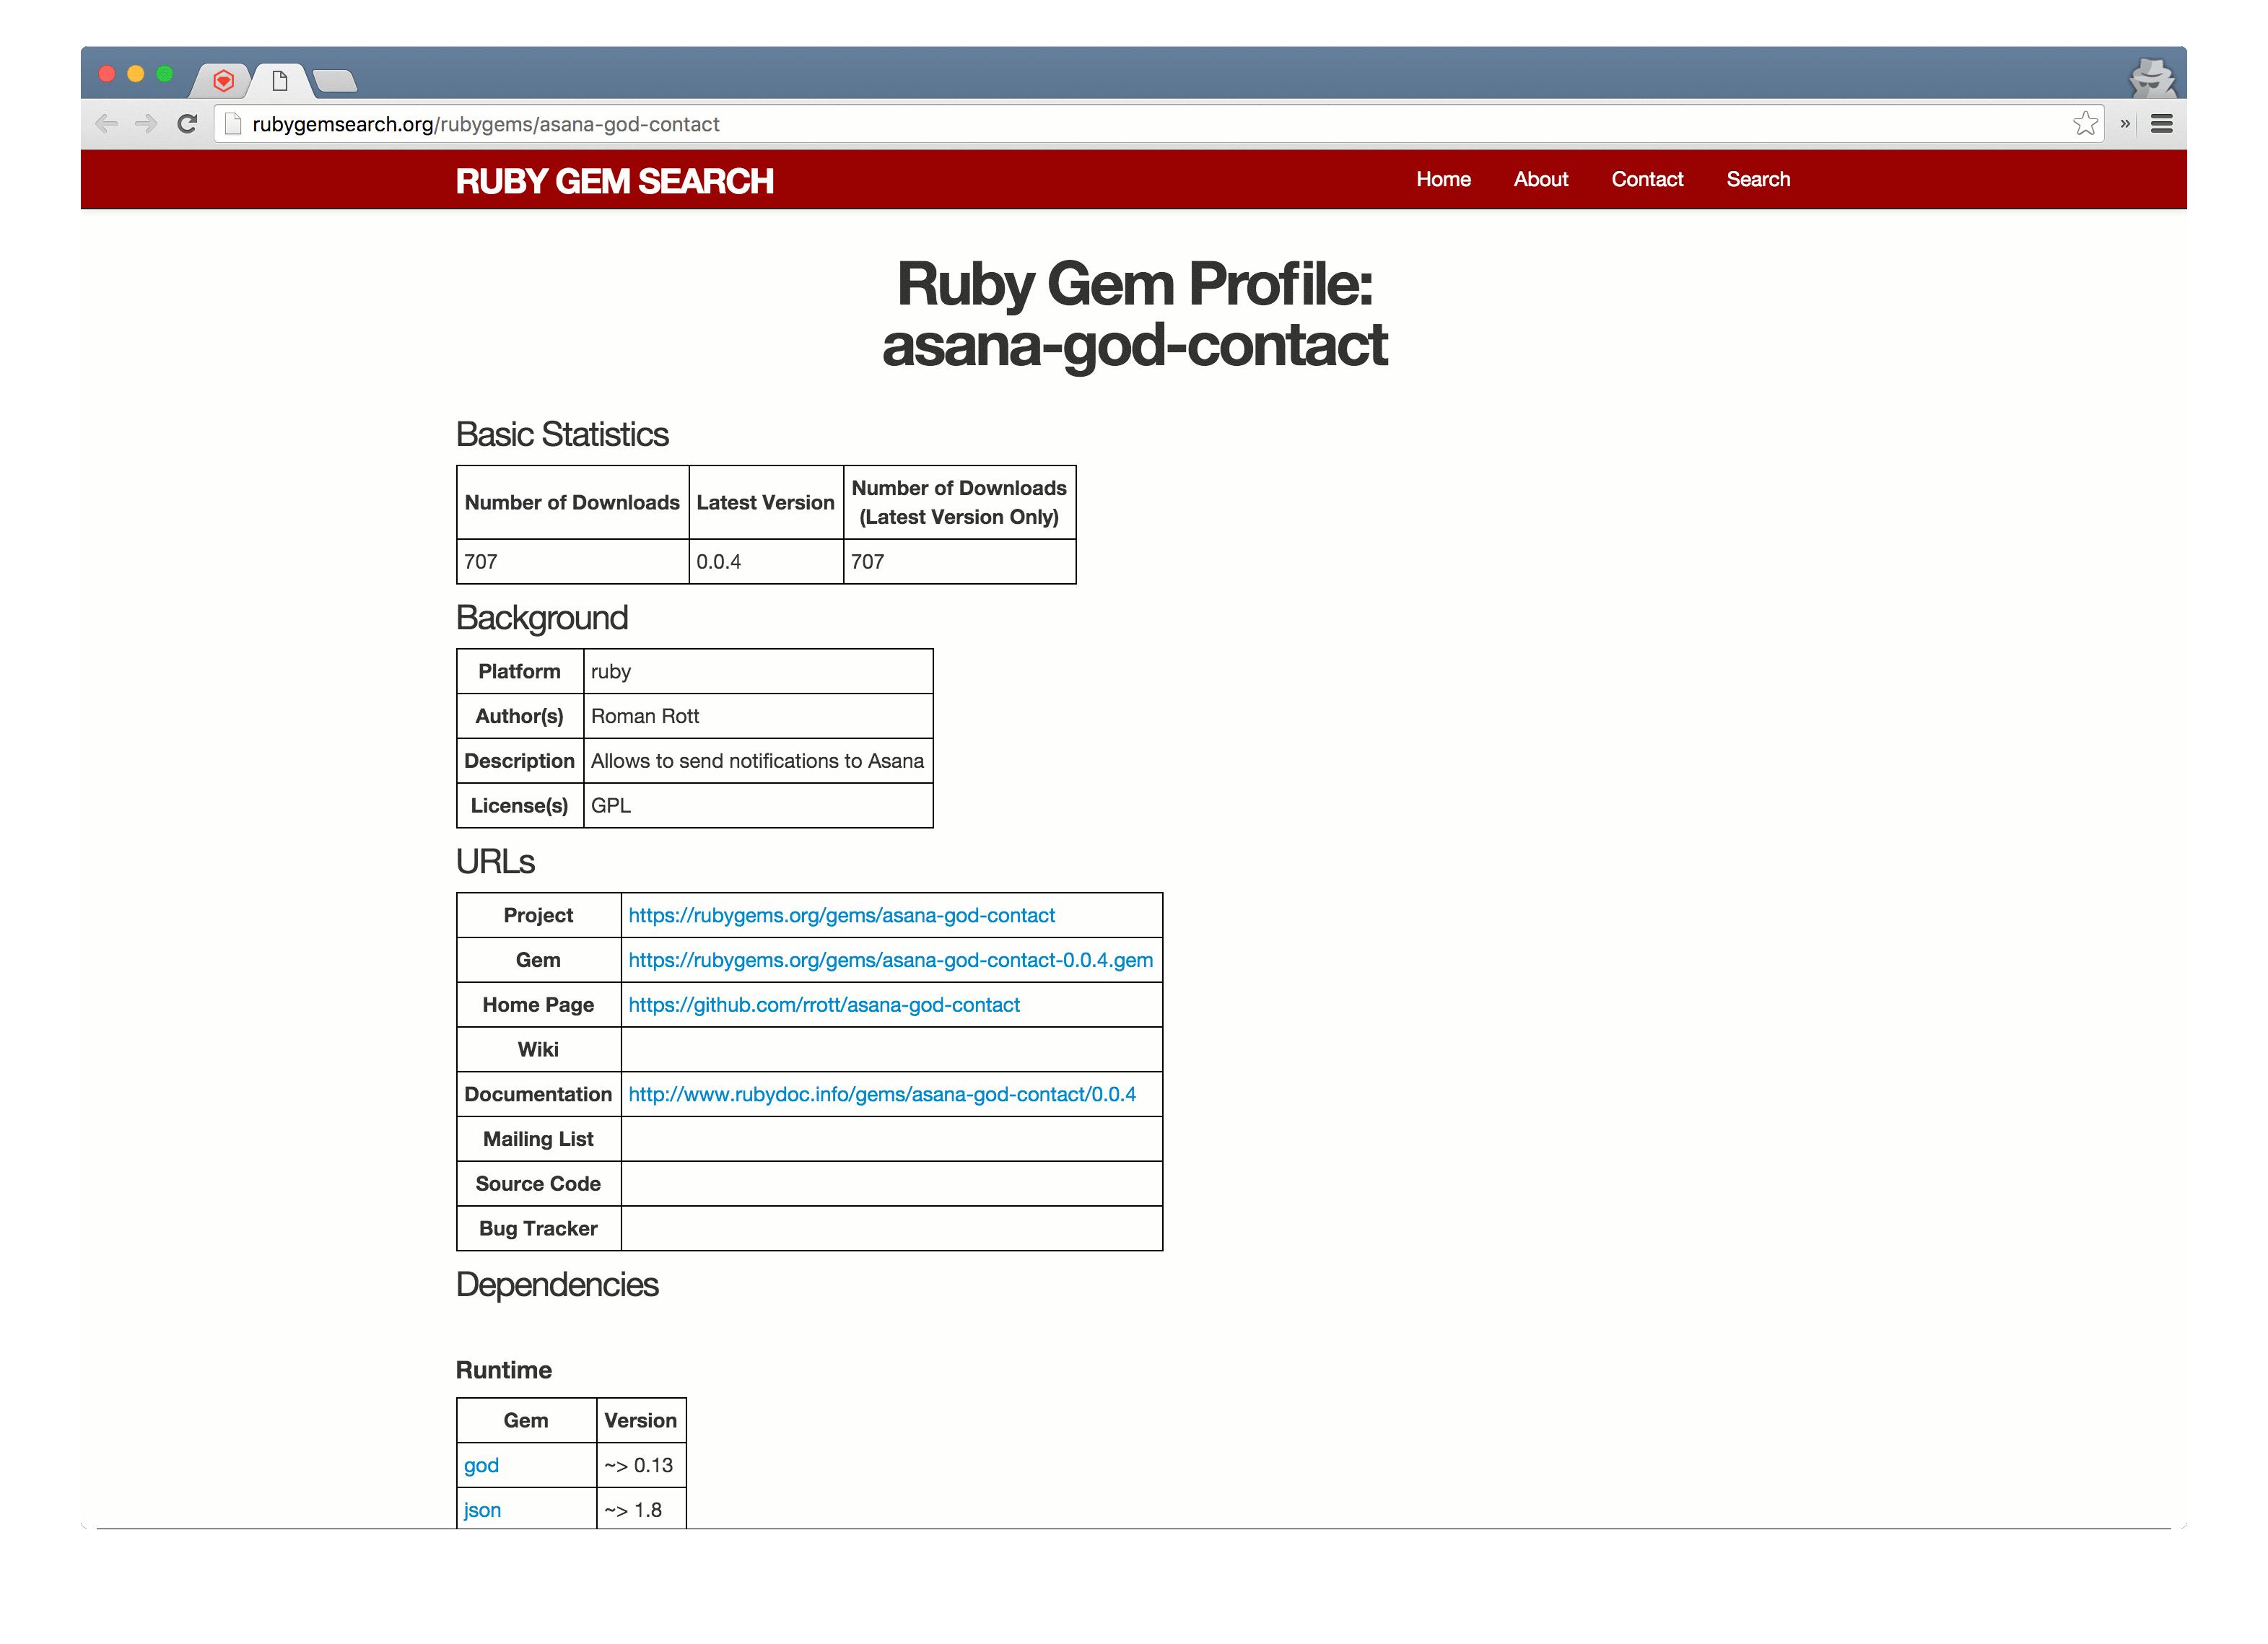 rubygemsearch.org/rubygems/asana-god-contact
»
RUBY GEM SEARCH
Home About Contact Search
Ruby Gem Profile:
asana-god-contact
Basic Statistics
Number of Downloads Latest Version Number of Downloads
(Latest Version Only)
707 0.0.4 707
Background
Platform ruby
Author(s) Roman Rott
Description Allows to send notifications to Asana
License(s) GPL
URLs
Project https://rubygems.org/gems/asana-god-contact
Gem https://rubygems.org/gems/asana-god-contact-0.0.4.gem
Home Page https://github.com/rrott/asana-god-contact
Wiki
Documentation http://www.rubydoc.info/gems/asana-god-contact/0.0.4
Mailing List
Source Code
Bug Tracker
Dependencies
Runtime
Gem Version
god ~> 0.13
json ~> 1.8